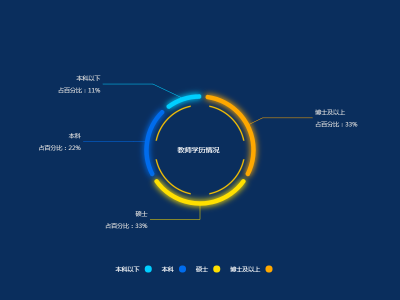 本科以下
占百分比：11%
博士及以上
占百分比：33%
本科
占百分比：22%
教师学历情况
硕士
占百分比：33%
本科以下 本科 硕士 博士及以上